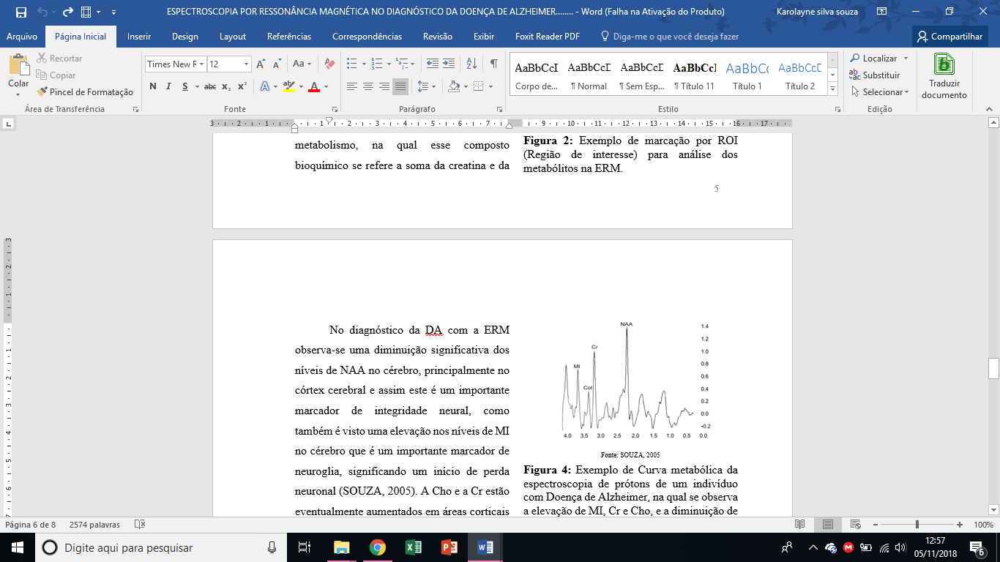 ESPECTROSCOPIA POR RESSONÂNCIA MAGNÉTICA NO DIAGNÓSTICO DA DOENÇA DE ALZHEIMER........ - Word (Falha na Ativação do Produto)
Karolayne silva souza
Arquivo
Página Inicial
Inserir
Design
Layout
Referências
Correspondências
Revisão
Exibir
Foxit Reader PDF
Diga-me o que você deseja fazer
Compartilhar
Colar
Recortar
Copiar
Pincel de Formatação
Área de Transferência
Times New R
12
Aa
N I S abc x₂ x²
Fonte
Parágrafo
AaBbCcI
Corpo de...
AaBbCcD
¶ Normal
AaBbCcD
¶ Sem Esp...
AaBbCcl
¶ Título 11
AaBbCc
Título 1
AaBbCcD
Título 2
Estilo
Localizar
Substituir
Selecionar
Edição
Traduzir
documento
3 2 1 1 2 3 4 5 6 7 9 10 11 12 13 14 15 16 17
metabolismo, na qual esse composto
bioquímico se refere a soma da creatina e da
Figura 2: Exemplo de marcação por ROI
(Região de interesse) para análise dos
metabólitos na ERM.
5
No diagnóstico da DA com a ERM
observa-se uma diminuição significativa dos
níveis de NAA no cérebro, principalmente no
córtex cerebral e assim este é um importante
marcador de integridade neural, como
também é visto uma elevação nos níveis de MI
no cérebro que é um importante marcador de
neuroglia, significando um início de perda
neuronal (SOUZA, 2005). A Cho e a Cr estão
eventualmente aumentados em áreas corticais
NAA
Cr
MI
Col
1.4
1.2
1.0
0.8
0.6
0.4
0.2
0.0
-0.2
4.0 3.5 3.0 2.5 2.0 1.5 1.0 0.5 0.0
Fonte: SOUZA, 2005
Figura 4: Exemplo de Curva metabólica da
espectroscopia de prótons de um indivíduo
com Doença de Alzheimer, na qual se observa
a elevação de MI, Cr e Cho, e a diminuição de
Página 6 de 8
2574 palavras
100%
Digite aqui para pesquisar
12:57
05/11/2018
6